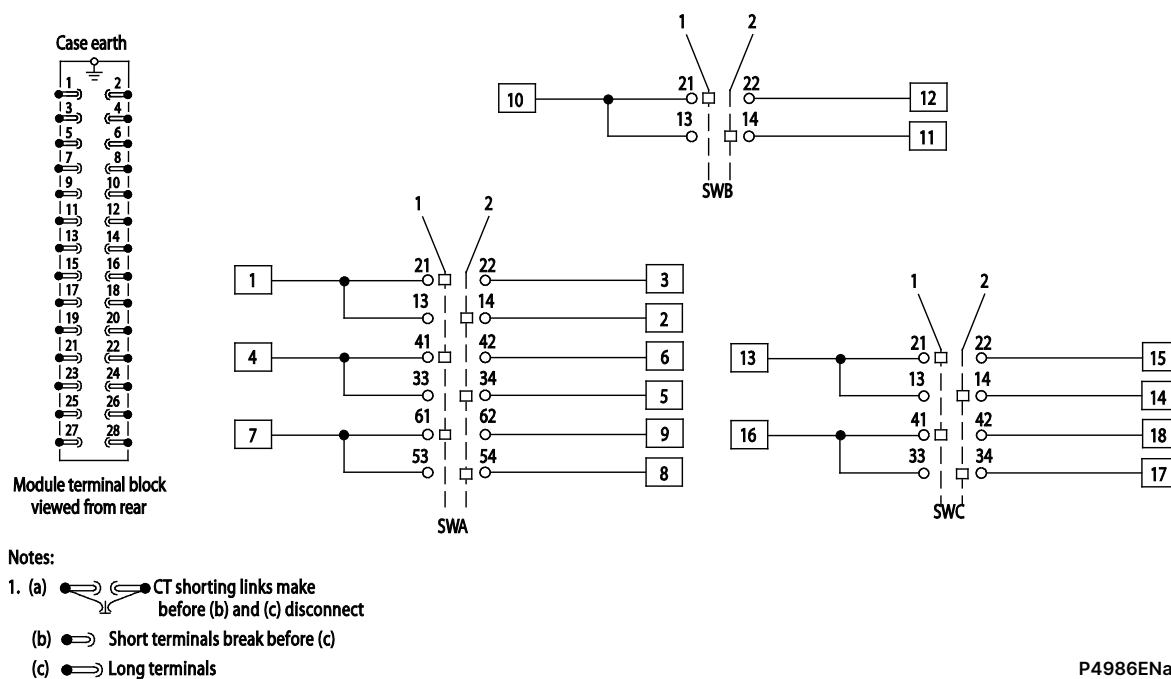 Case earth
1 2
3 4
5 6
7 8
9 10
11 12
13 14
15 16
17 18
19 20
21 22
23 24
25 26
27 28
Module terminal block
viewed from rear
1 2
10 21 22 12
13 14 11
SWB
1 2
1 21 22 3
13 14 2
4 41 42 6
33 34 5
7 61 62 9
53 54 8
SWA
1 2
13 21 22 15
13 14 14
16 41 42 18
33 34 17
SWC
Notes:
1. (a) CT shorting links make
before (b) and (c) disconnect
(b) Short terminals break before (c)
(c) Long terminals
P4986ENa